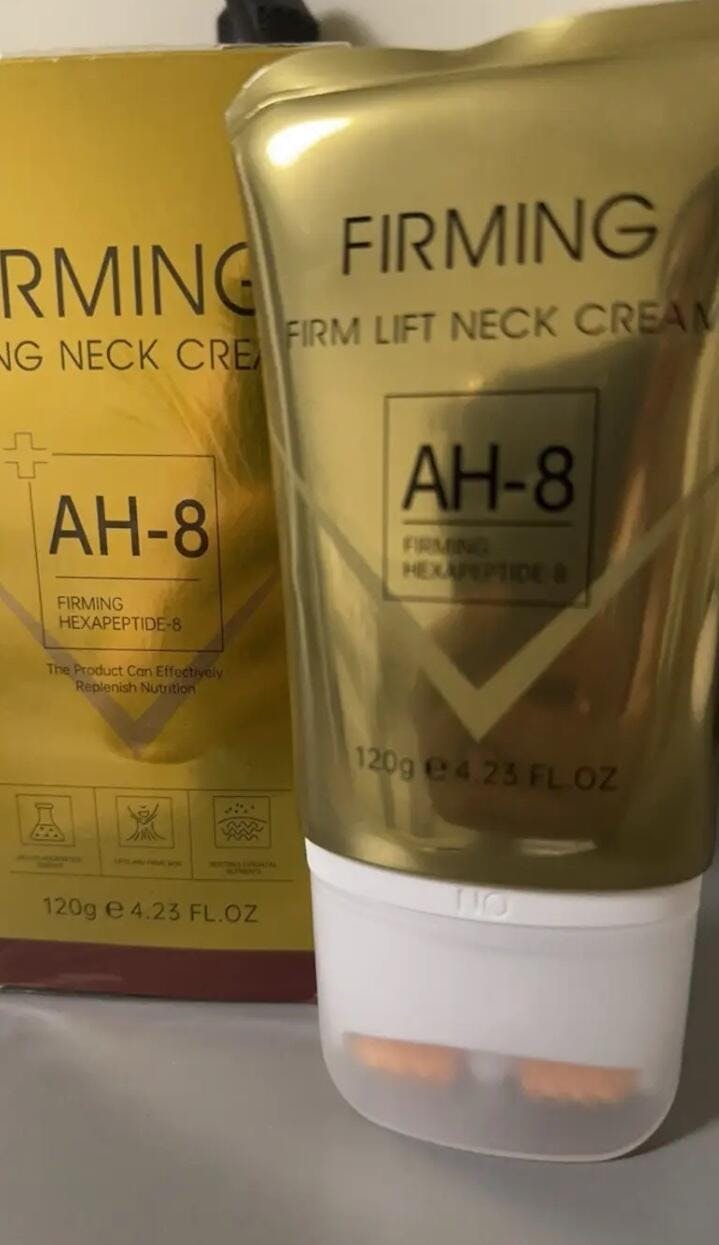 RMING
NG NECK CREA
AH-8
FIRMING
HEXAPEPTIDE-8
The Product Can Effectively
Replenish Nutrition
120g e 4.23 FL.OZ
FIRMING
FIRM LIFT NECK CREAM
AH-8
FIRMING
HEXAPEPTIDE-8
120g e 4.23 FL.OZ